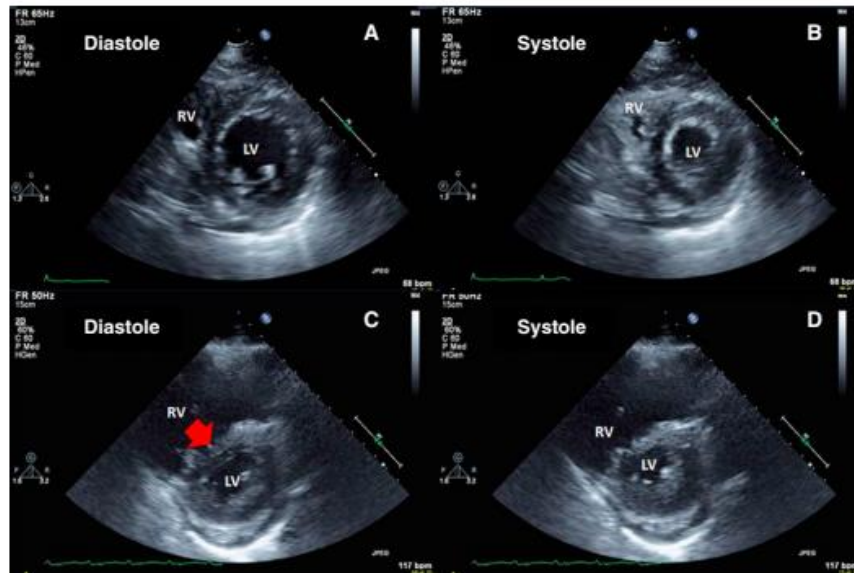 FR 65Hz
13cm
2D
48%
C 60
P Med
HPen
Diastole
A
RV
LV
JPEG
68 bpm
FR 65Hz
13cm
2D
48%
C 60
P Med
HPen
Systole
B
RV
LV
JPEG
68 bpm
FR 50Hz
15cm
2D
60%
C 60
P Med
HGen
Diastole
C
RV
LV
JPEG
117 bpm
FR 50Hz
15cm
2D
60%
C 60
P Med
HGen
Systole
D
RV
LV
JPEG
117 bpm